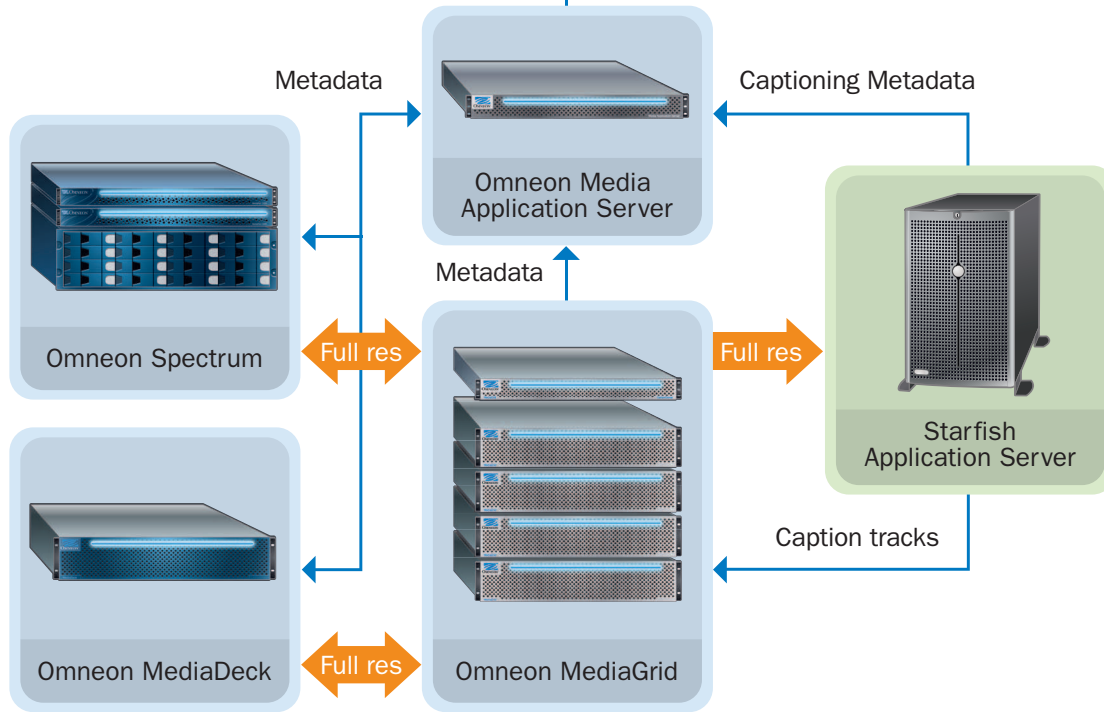 Metadata
Captioning Metadata
Omneon Media
Application Server
Metadata
Omneon Spectrum
Full res
Full res
Starfish
Application Server
Caption tracks
Omneon MediaDeck
Full res
Omneon MediaGrid